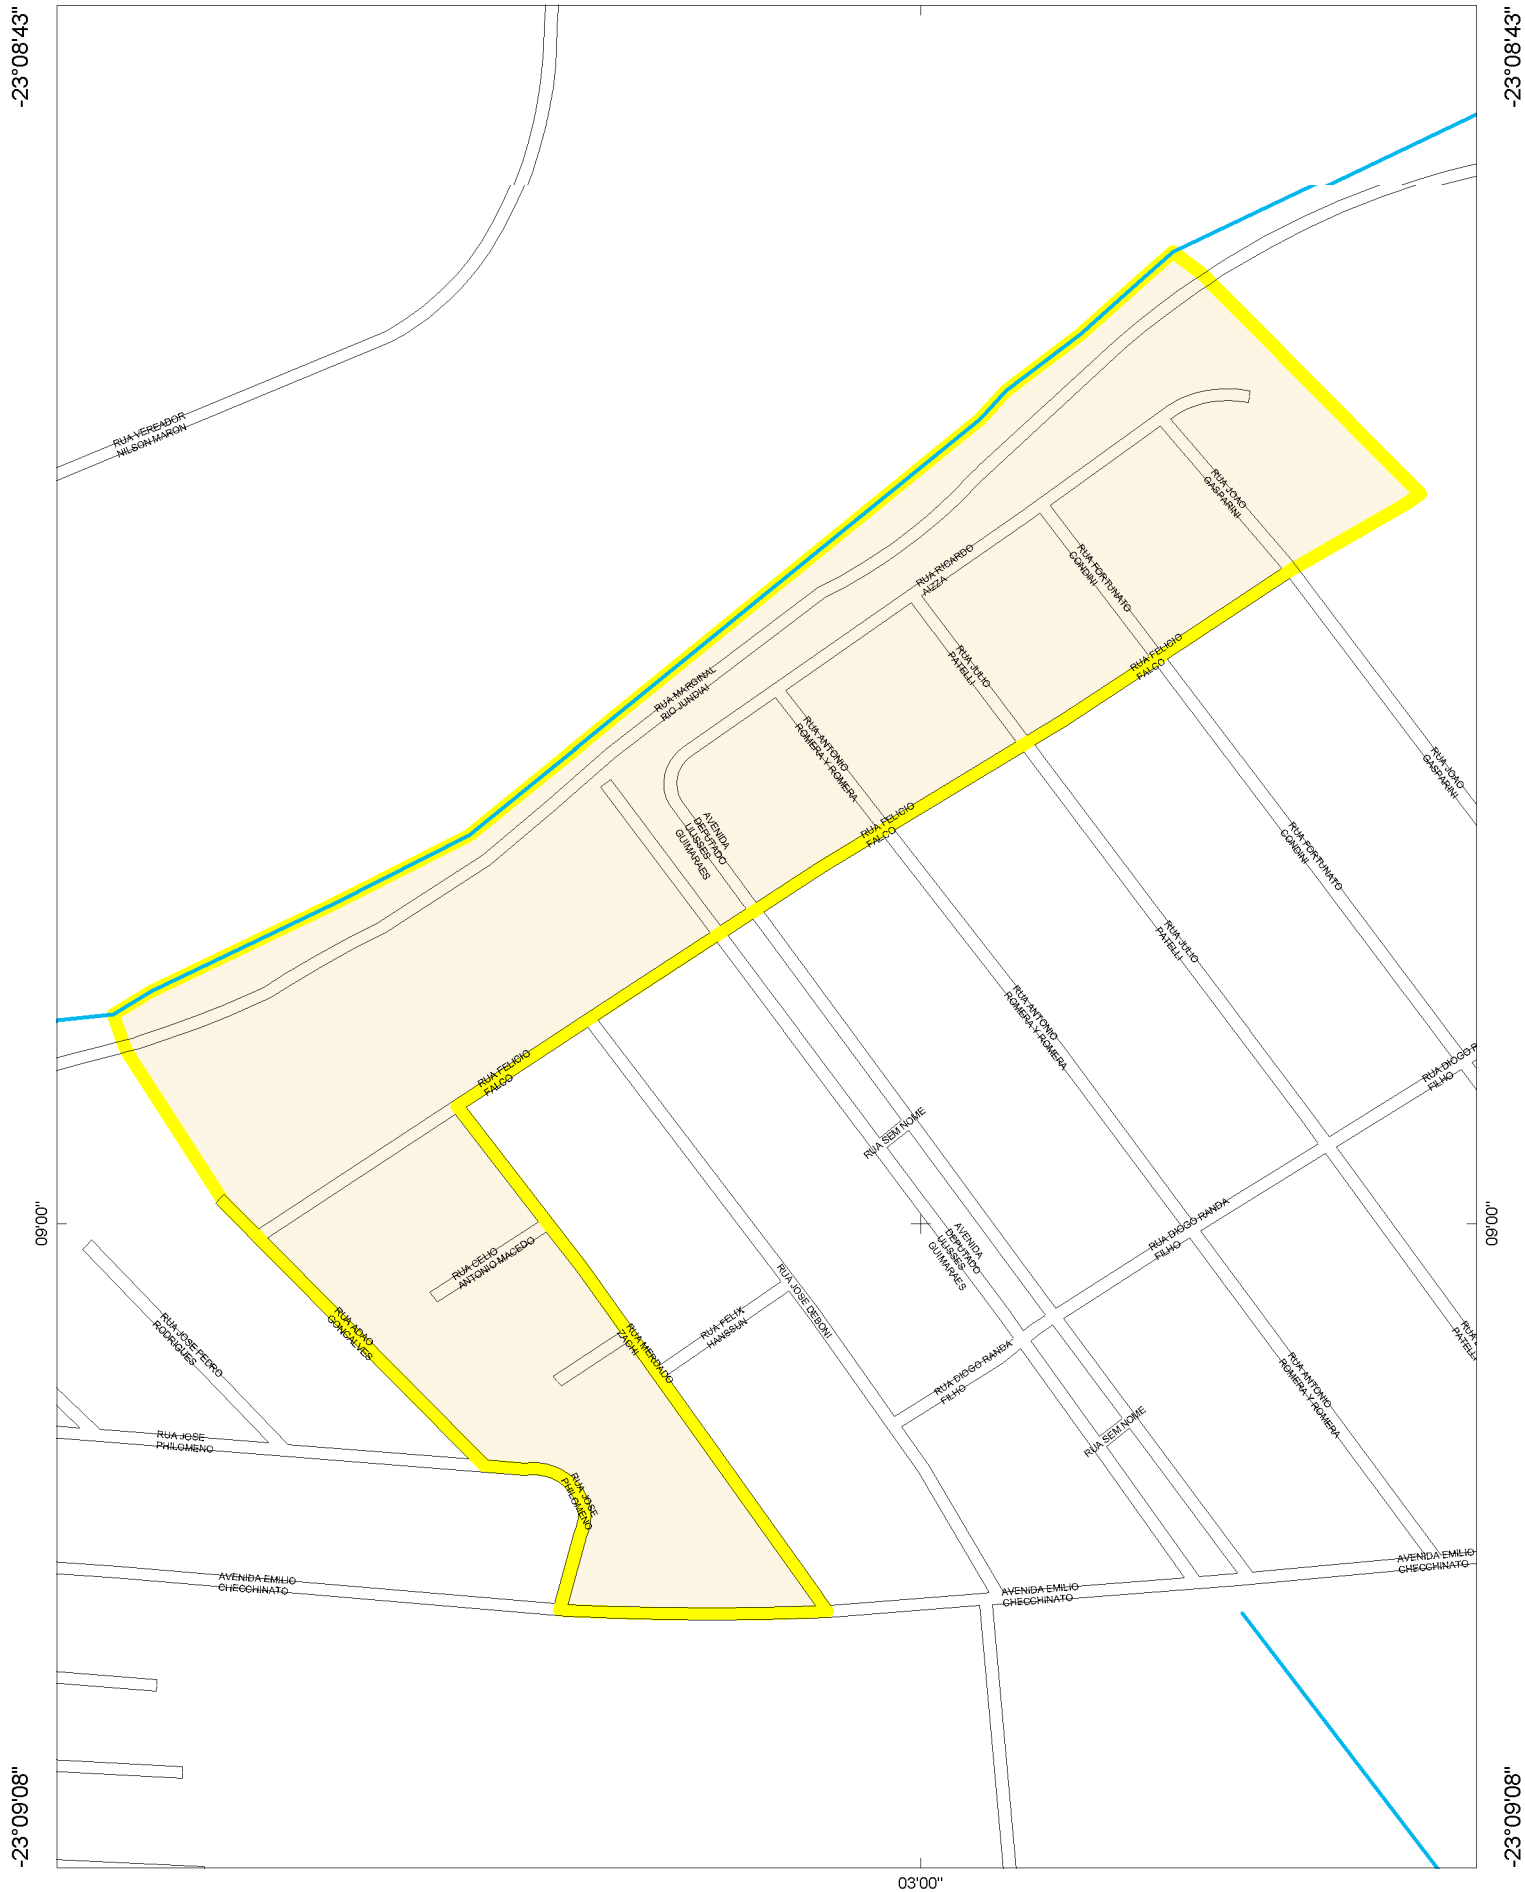 -23°08'43"
-23°08'43"
RUA VEREADOR
NILSON MARON
RUA JOAO
GASPARINI
RUA RICARDO
AIZZA
RUA FORTUNATO
CONDINI
RUA FELICIO
FALCO
RUA JULIO
PATELLI
RUA MARGINAL
RIO JUNDIAI
RUA ANTONIO
ROMERA Y ROMERA
RUA JOAO
GASPARINI
AVENIDA
DEPUTADO
ULISSES
GUIMARAES
RUA FELICIO
FALCO
RUA FORTUNATO
CONDINI
RUA JULIO
PATELLI
RUA ANTONIO
ROMERA Y ROMERA
RUA FELICIO
FALCO
RUA DIOGO R
FILHO
RUA SEM NOME
09'00"
09'00"
RUA DIOGO RANDA
FILHO
AVENIDA
DEPUTADO
ULISSES
GUIMARAES
RUA CELIO
ANTONIO MACEDO
RUA JOSE DEBONI
RUA ADAO
GONCALVES
RUA JOSE PEDRO
RODRIGUES
RUA MERDADO
ZACHI
RUA FELIX
HANSSUN
RUA DIOGO RANDA
FILHO
RUA
PATELLI
RUA ANTONIO
ROMERA Y ROMERA
RUA JOSE
PHILOMENO
RUA SEM NOME
RUA JOSE
PHILOMENO
AVENIDA EMILIO
CHECCHINATO
AVENIDA EMILIO
CHECCHINATO
AVENIDA EMILIO
CHECCHINATO
-23°09'08"
-23°09'08"
03'00"